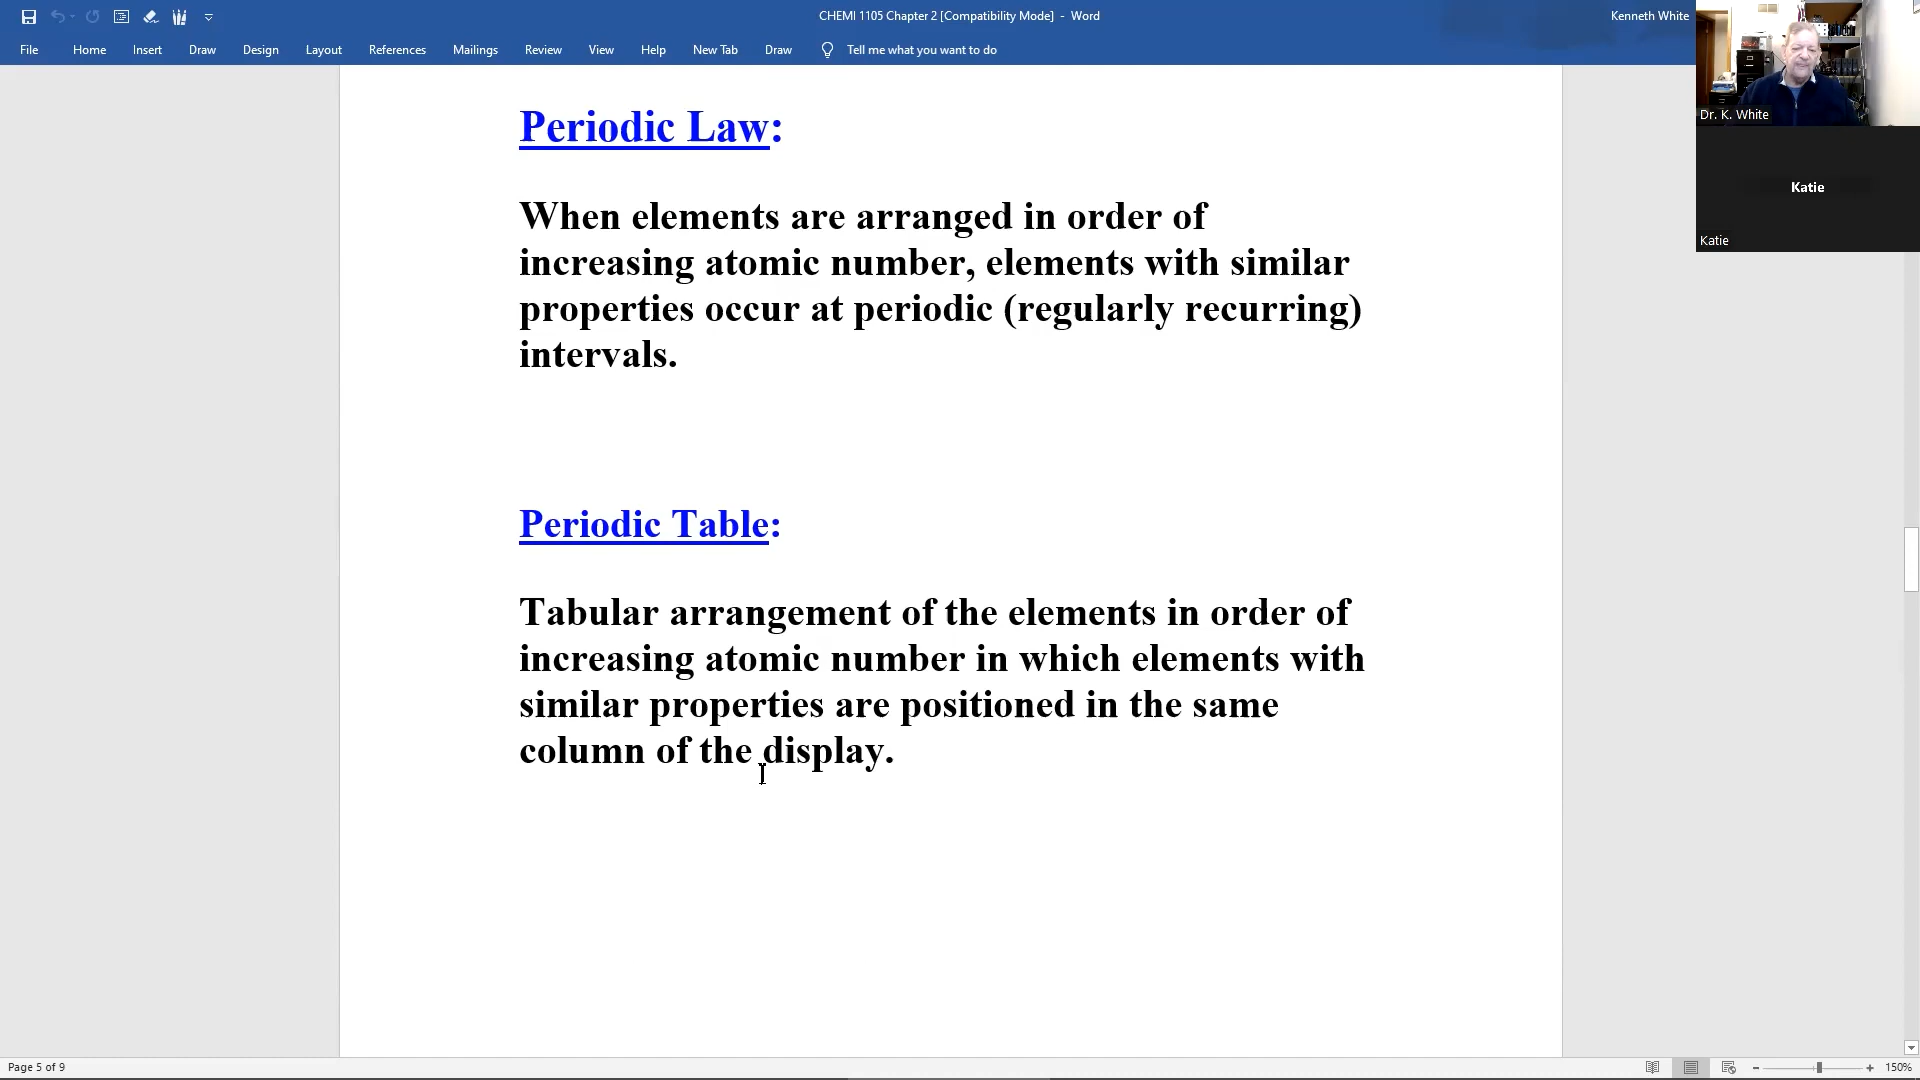 CHEMI 1105 Chapter 2 [Compatibility Mode] - Word
Kenneth White
File Home Insert Draw Design Layout References Mailings Review View Help New Tab Draw Tell me what you want to do
Dr. K. White
Katie
Katie
Periodic Law:
When elements are arranged in order of
increasing atomic number, elements with similar
properties occur at periodic (regularly recurring)
intervals.
Periodic Table:
Tabular arrangement of the elements in order of
increasing atomic number in which elements with
similar properties are positioned in the same
column of the display.
Page 5 of 9
150%